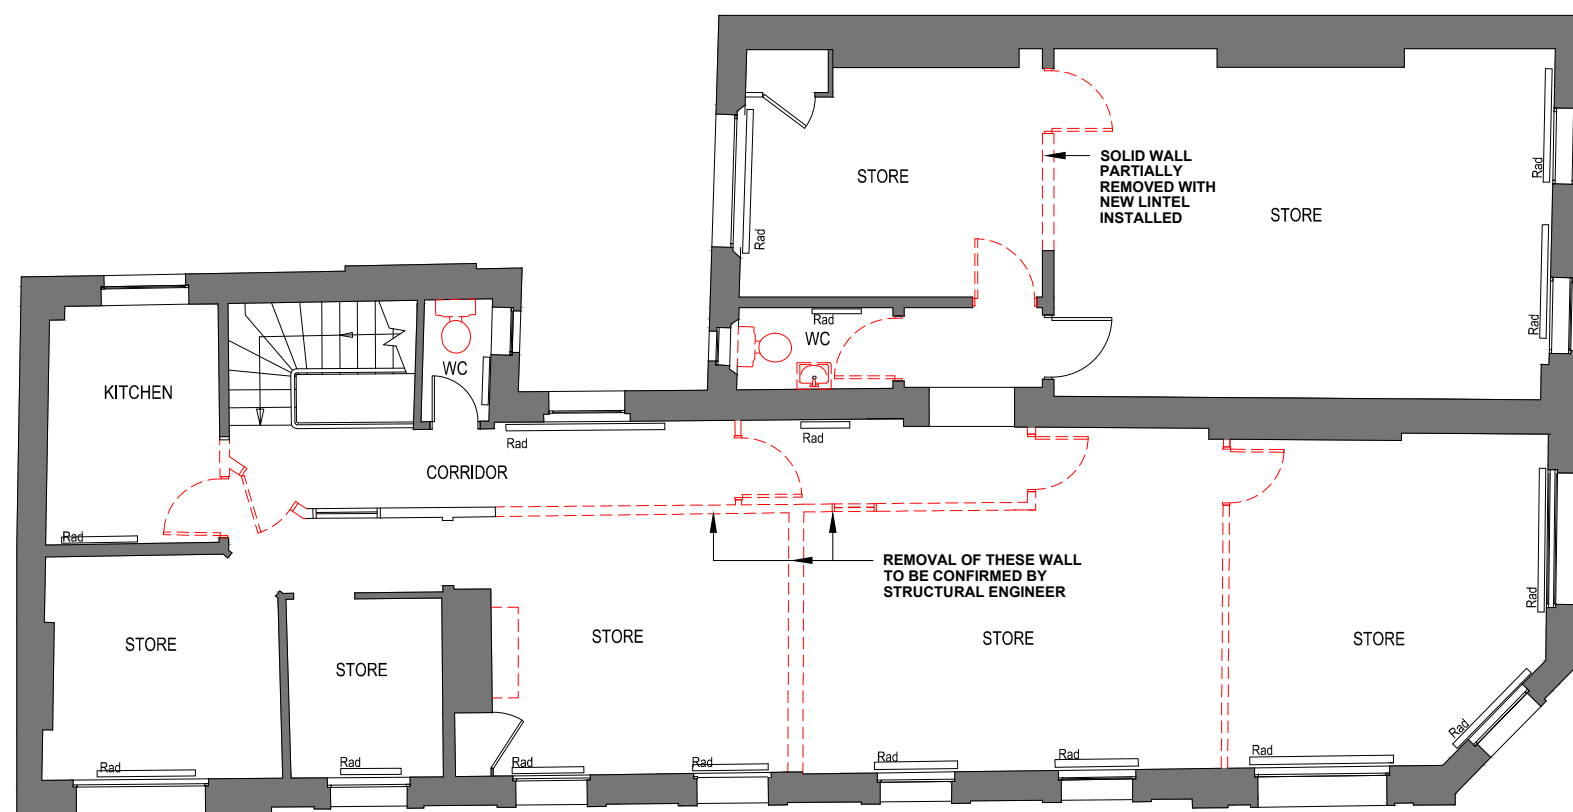 SOLID WALL
PARTIALLY
REMOVED WITH
NEW LINTEL
INSTALLED
STORE
STORE
Rad
Rad
Rad
Rad
WC
WC
KITCHEN
Rad
Rad
CORRIDOR
Rad
REMOVAL OF THESE WALL
TO BE CONFIRMED BY
STRUCTURAL ENGINEER
Rad
STORE
STORE
STORE
STORE
STORE
Rad
Rad
Rad
Rad
Rad
Rad
Rad
Rad